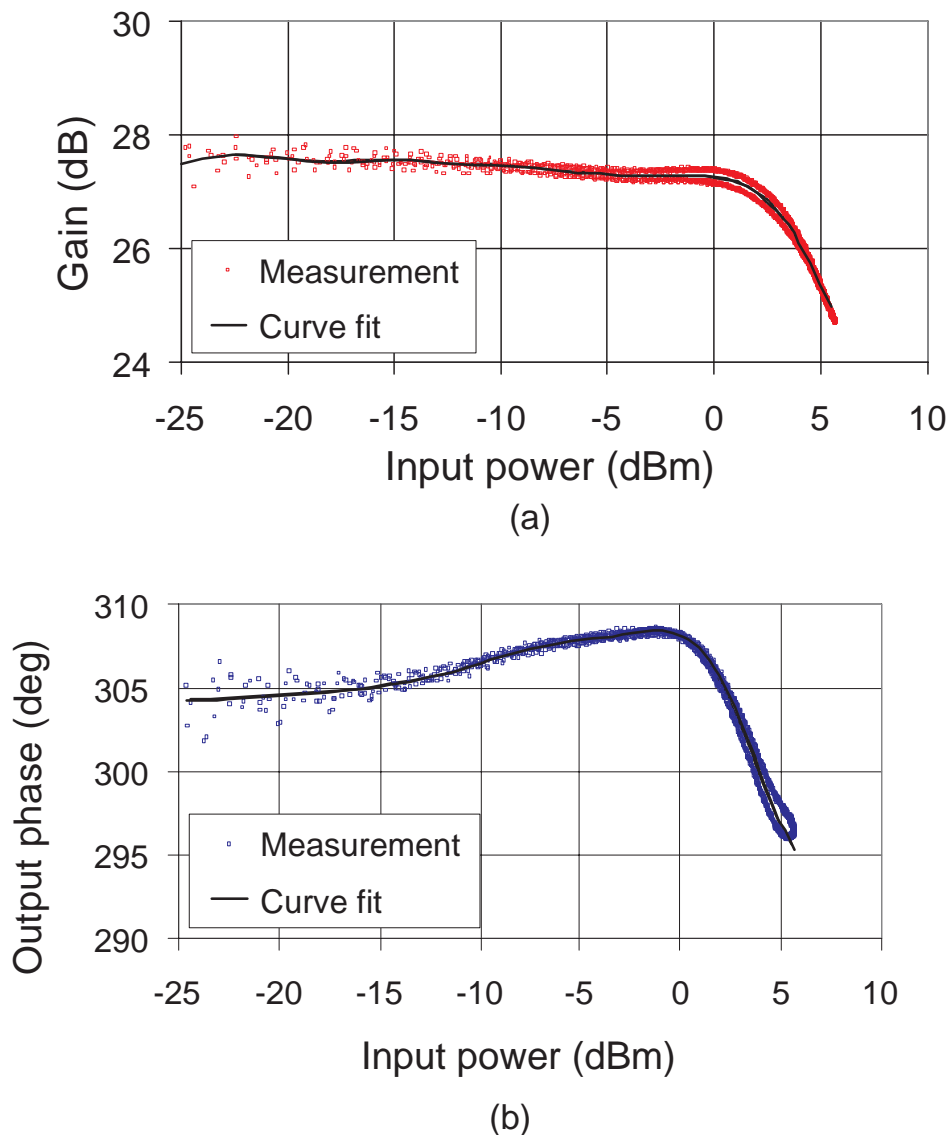 30
28
26
24
Gain (dB)
Measurement
Curve fit
-25 -20 -15 -10 -5 0 5 10
Input power (dBm)
(a)
310
305
300
295
290
Output phase (deg)
Measurement
Curve fit
-25 -20 -15 -10 -5 0 5 10
Input power (dBm)
(b)